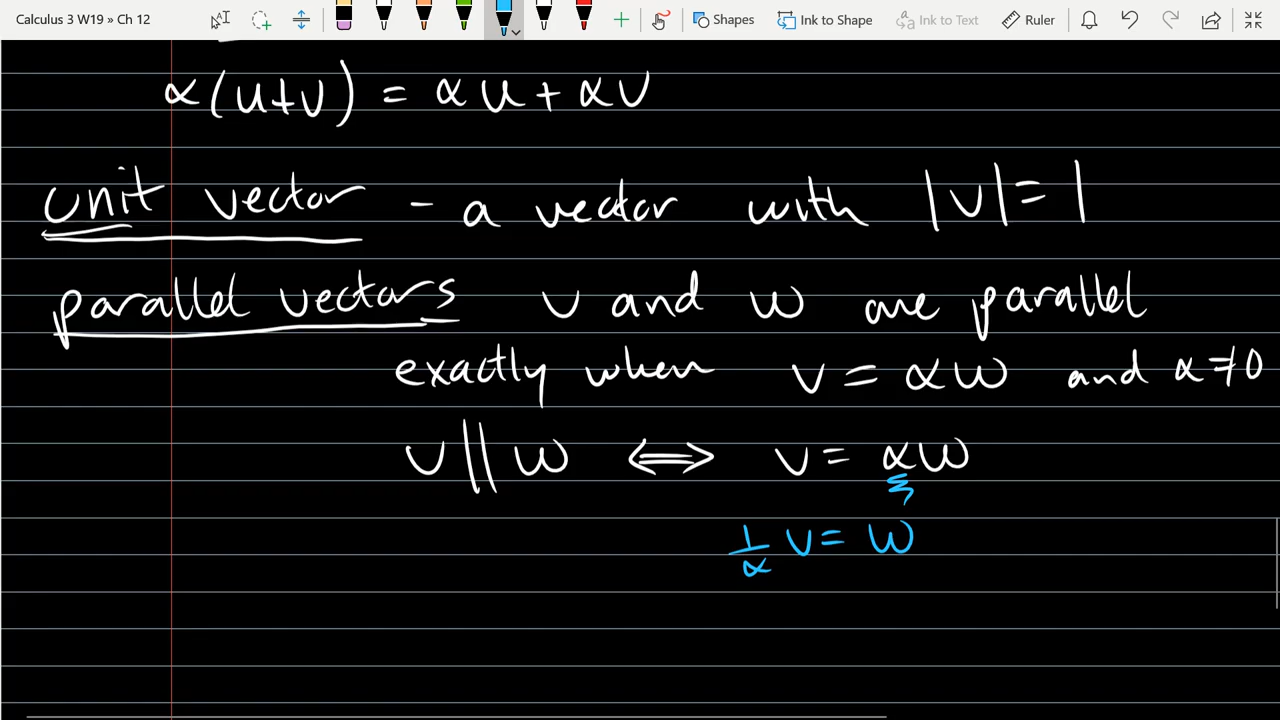 Calculus 3 W19 » Ch 12
Shapes
Ink to Shape
Ink to Text
Ruler
α(u+v) = αu + αv
unit vector - a vector with |v| = 1
parallel vectors v and w are parallel
exactly when v = αw and α ≠ 0
v || w ⟺ v = αw
1/α v = w